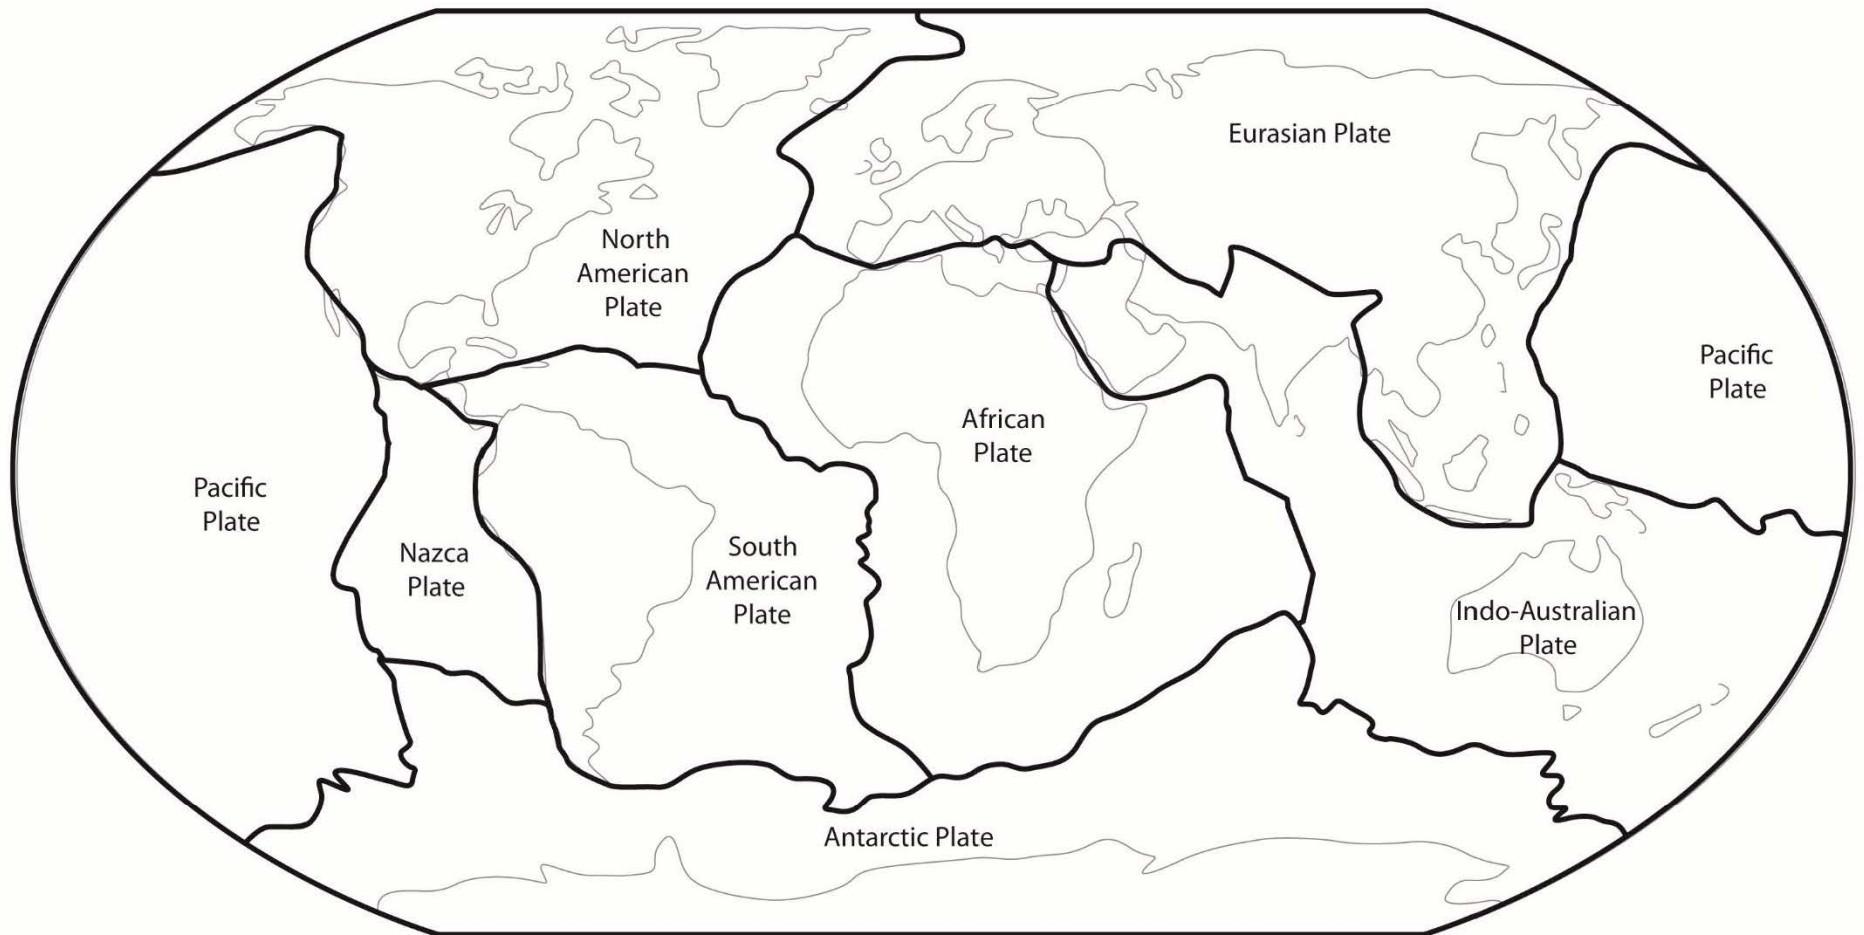 Eurasian Plate
North
American
Plate
Pacific
Plate
African
Plate
Pacific
Plate
Nazca
Plate
South
American
Plate
Indo-Australian
Plate
Antarctic Plate